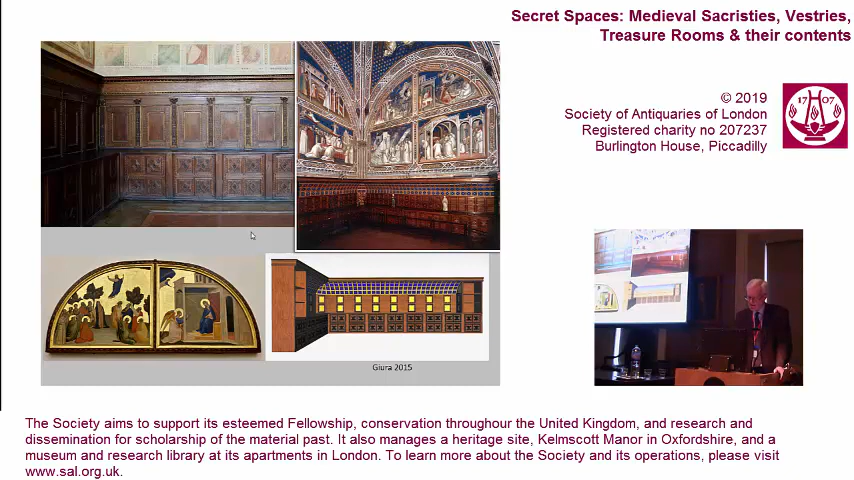 Secret Spaces: Medieval Sacristies, Vestries,
Treasure Rooms & their contents
© 2019
Society of Antiquaries of London
Registered charity no 207237
Burlington House, Piccadilly
17 07
Giura 2015
The Society aims to support its esteemed Fellowship, conservation throughour the United Kingdom, and research and
dissemination for scholarship of the material past. It also manages a heritage site, Kelmscott Manor in Oxfordshire, and a
museum and research library at its apartments in London. To learn more about the Society and its operations, please visit
www.sal.org.uk.